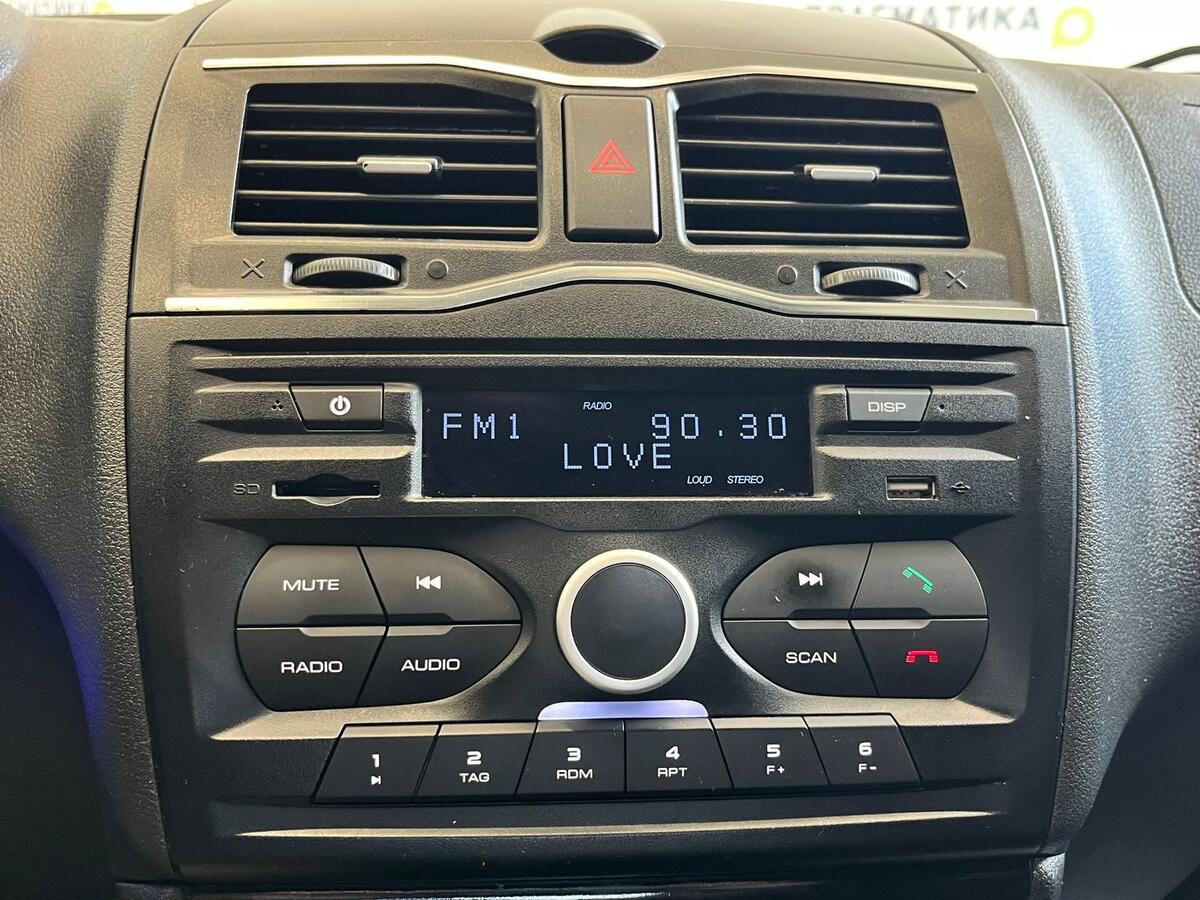 ПРАГМАТИКА
RADIO
FM1 90.30
LOVE
LOUD STEREO
DISP
SD
MUTE
RADIO
AUDIO
SCAN
1
2
TAG
3
RDM
4
RPT
5
F+
6
F-